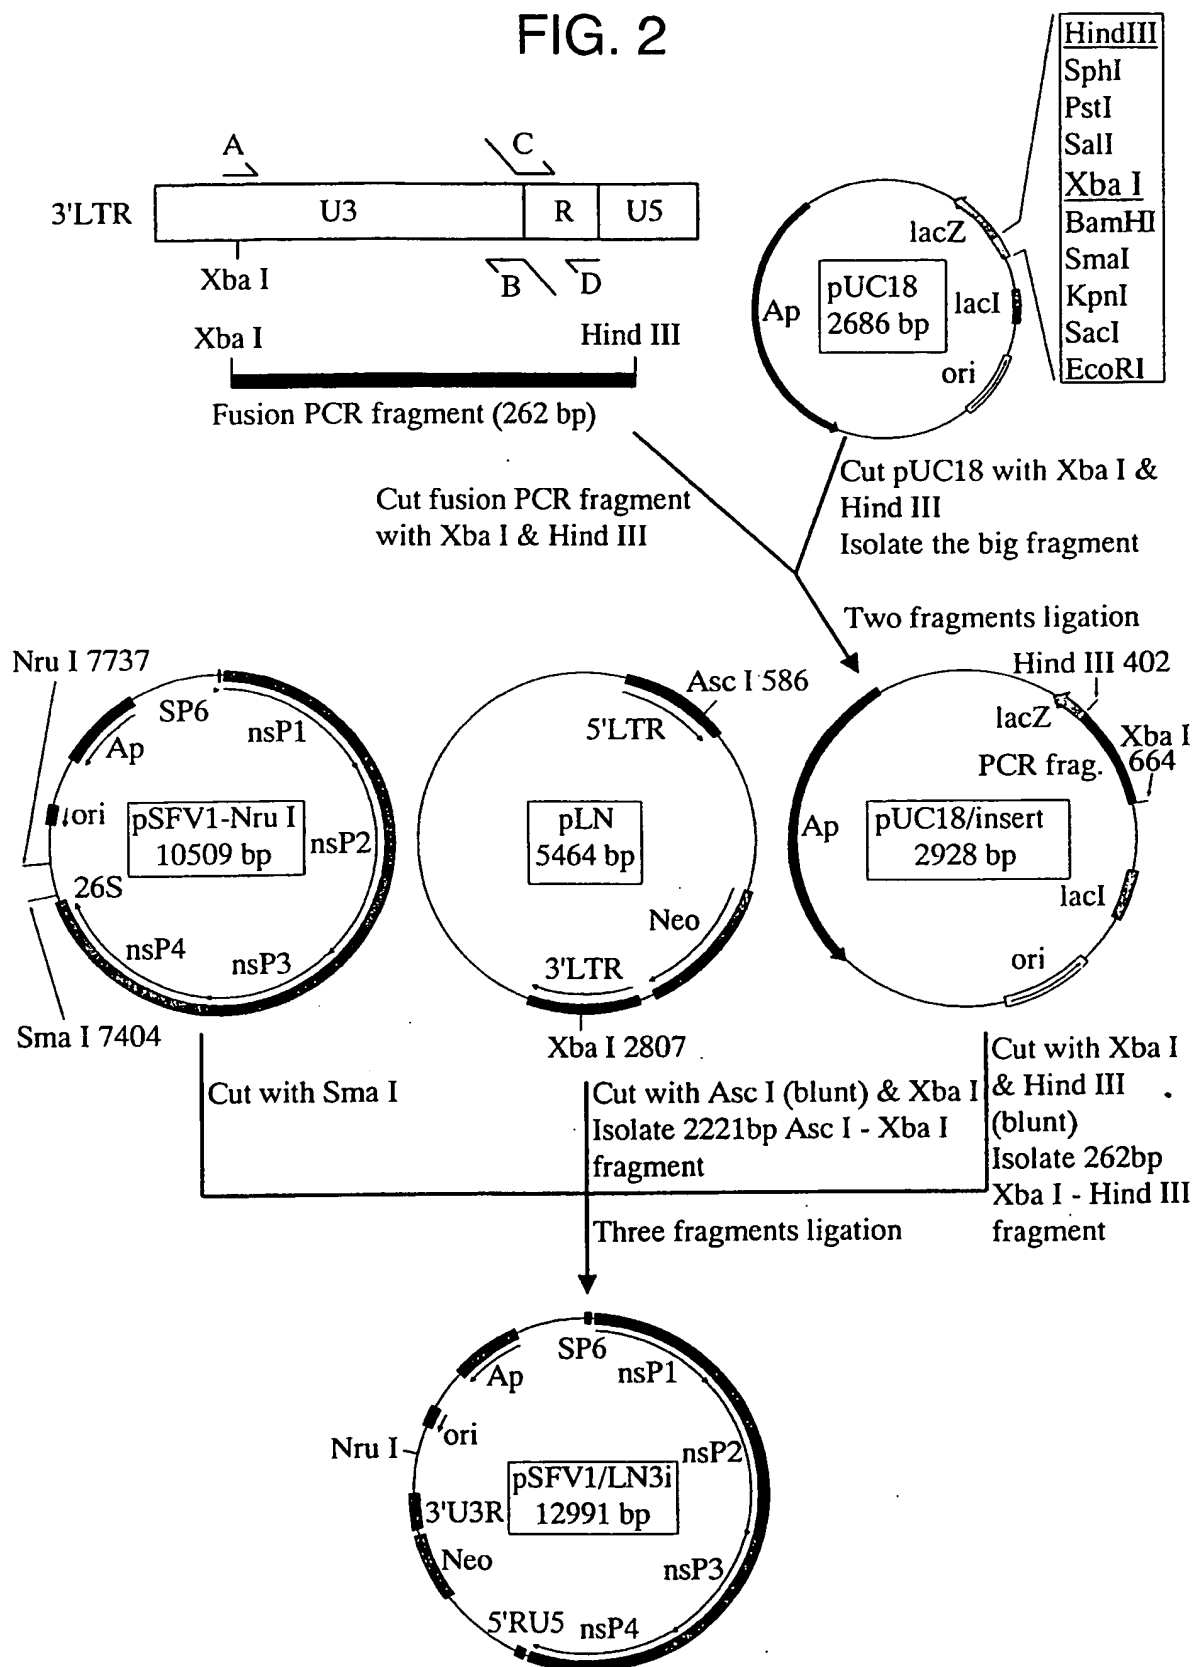 FIG. 2
HindIII
SphI
PstI
SalI
Xba I
BamHI
SmaI
KpnI
SacI
EcoRI
A
C
3'LTR
U3
R
U5
Xba I
B
D
Xba I
Hind III
Fusion PCR fragment (262 bp)
lacZ
pUC18
2686 bp
Ap
lacI
ori
Cut fusion PCR fragment
with Xba I & Hind III
Cut pUC18 with Xba I &
Hind III
Isolate the big fragment
Two fragments ligation
Nru I 7737
SP6
nsP1
Ap
ori
pSFV1-Nru I
10509 bp
nsP2
26S
nsP4
nsP3
Sma I 7404
Asc I 586
5'LTR
pLN
5464 bp
Neo
3'LTR
Xba I 2807
Hind III 402
lacZ
Xba I
664
PCR frag.
Ap
pUC18/insert
2928 bp
lacI
ori
Cut with Sma I
Cut with Asc I (blunt) & Xba I
Isolate 2221bp Asc I - Xba I
fragment
Cut with Xba I
& Hind III
(blunt)
Isolate 262bp
Xba I - Hind III
fragment
Three fragments ligation
SP6
nsP1
Ap
ori
Nru I
nsP2
pSFV1/LN3i
12991 bp
3'U3R
Neo
nsP3
5'RU5
nsP4